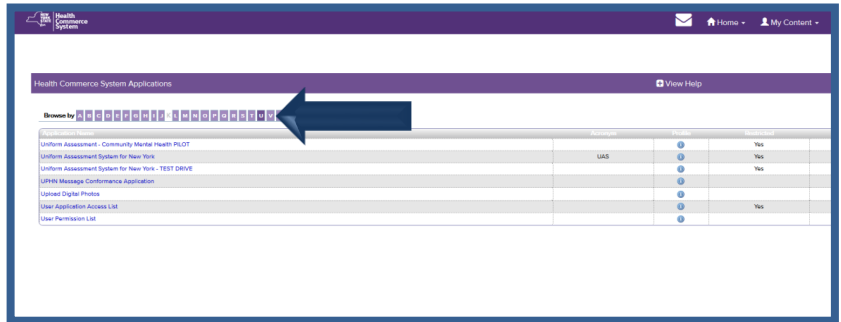 NEW YORK STATE Health Commerce System
Home My Content
Health Commerce System Applications View Help
Browse by A B C D E F G H I J K L M N O P Q R S T U V
Application Name Acronym Profile Restricted
Uniform Assessment - Community Mental Health PILOT Yes
Uniform Assessment System for New York UAS Yes
Uniform Assessment System for New York - TEST DRIVE Yes
UPHN Message Conformance Application
Upload Digital Photos
User Application Access List Yes
User Permission List